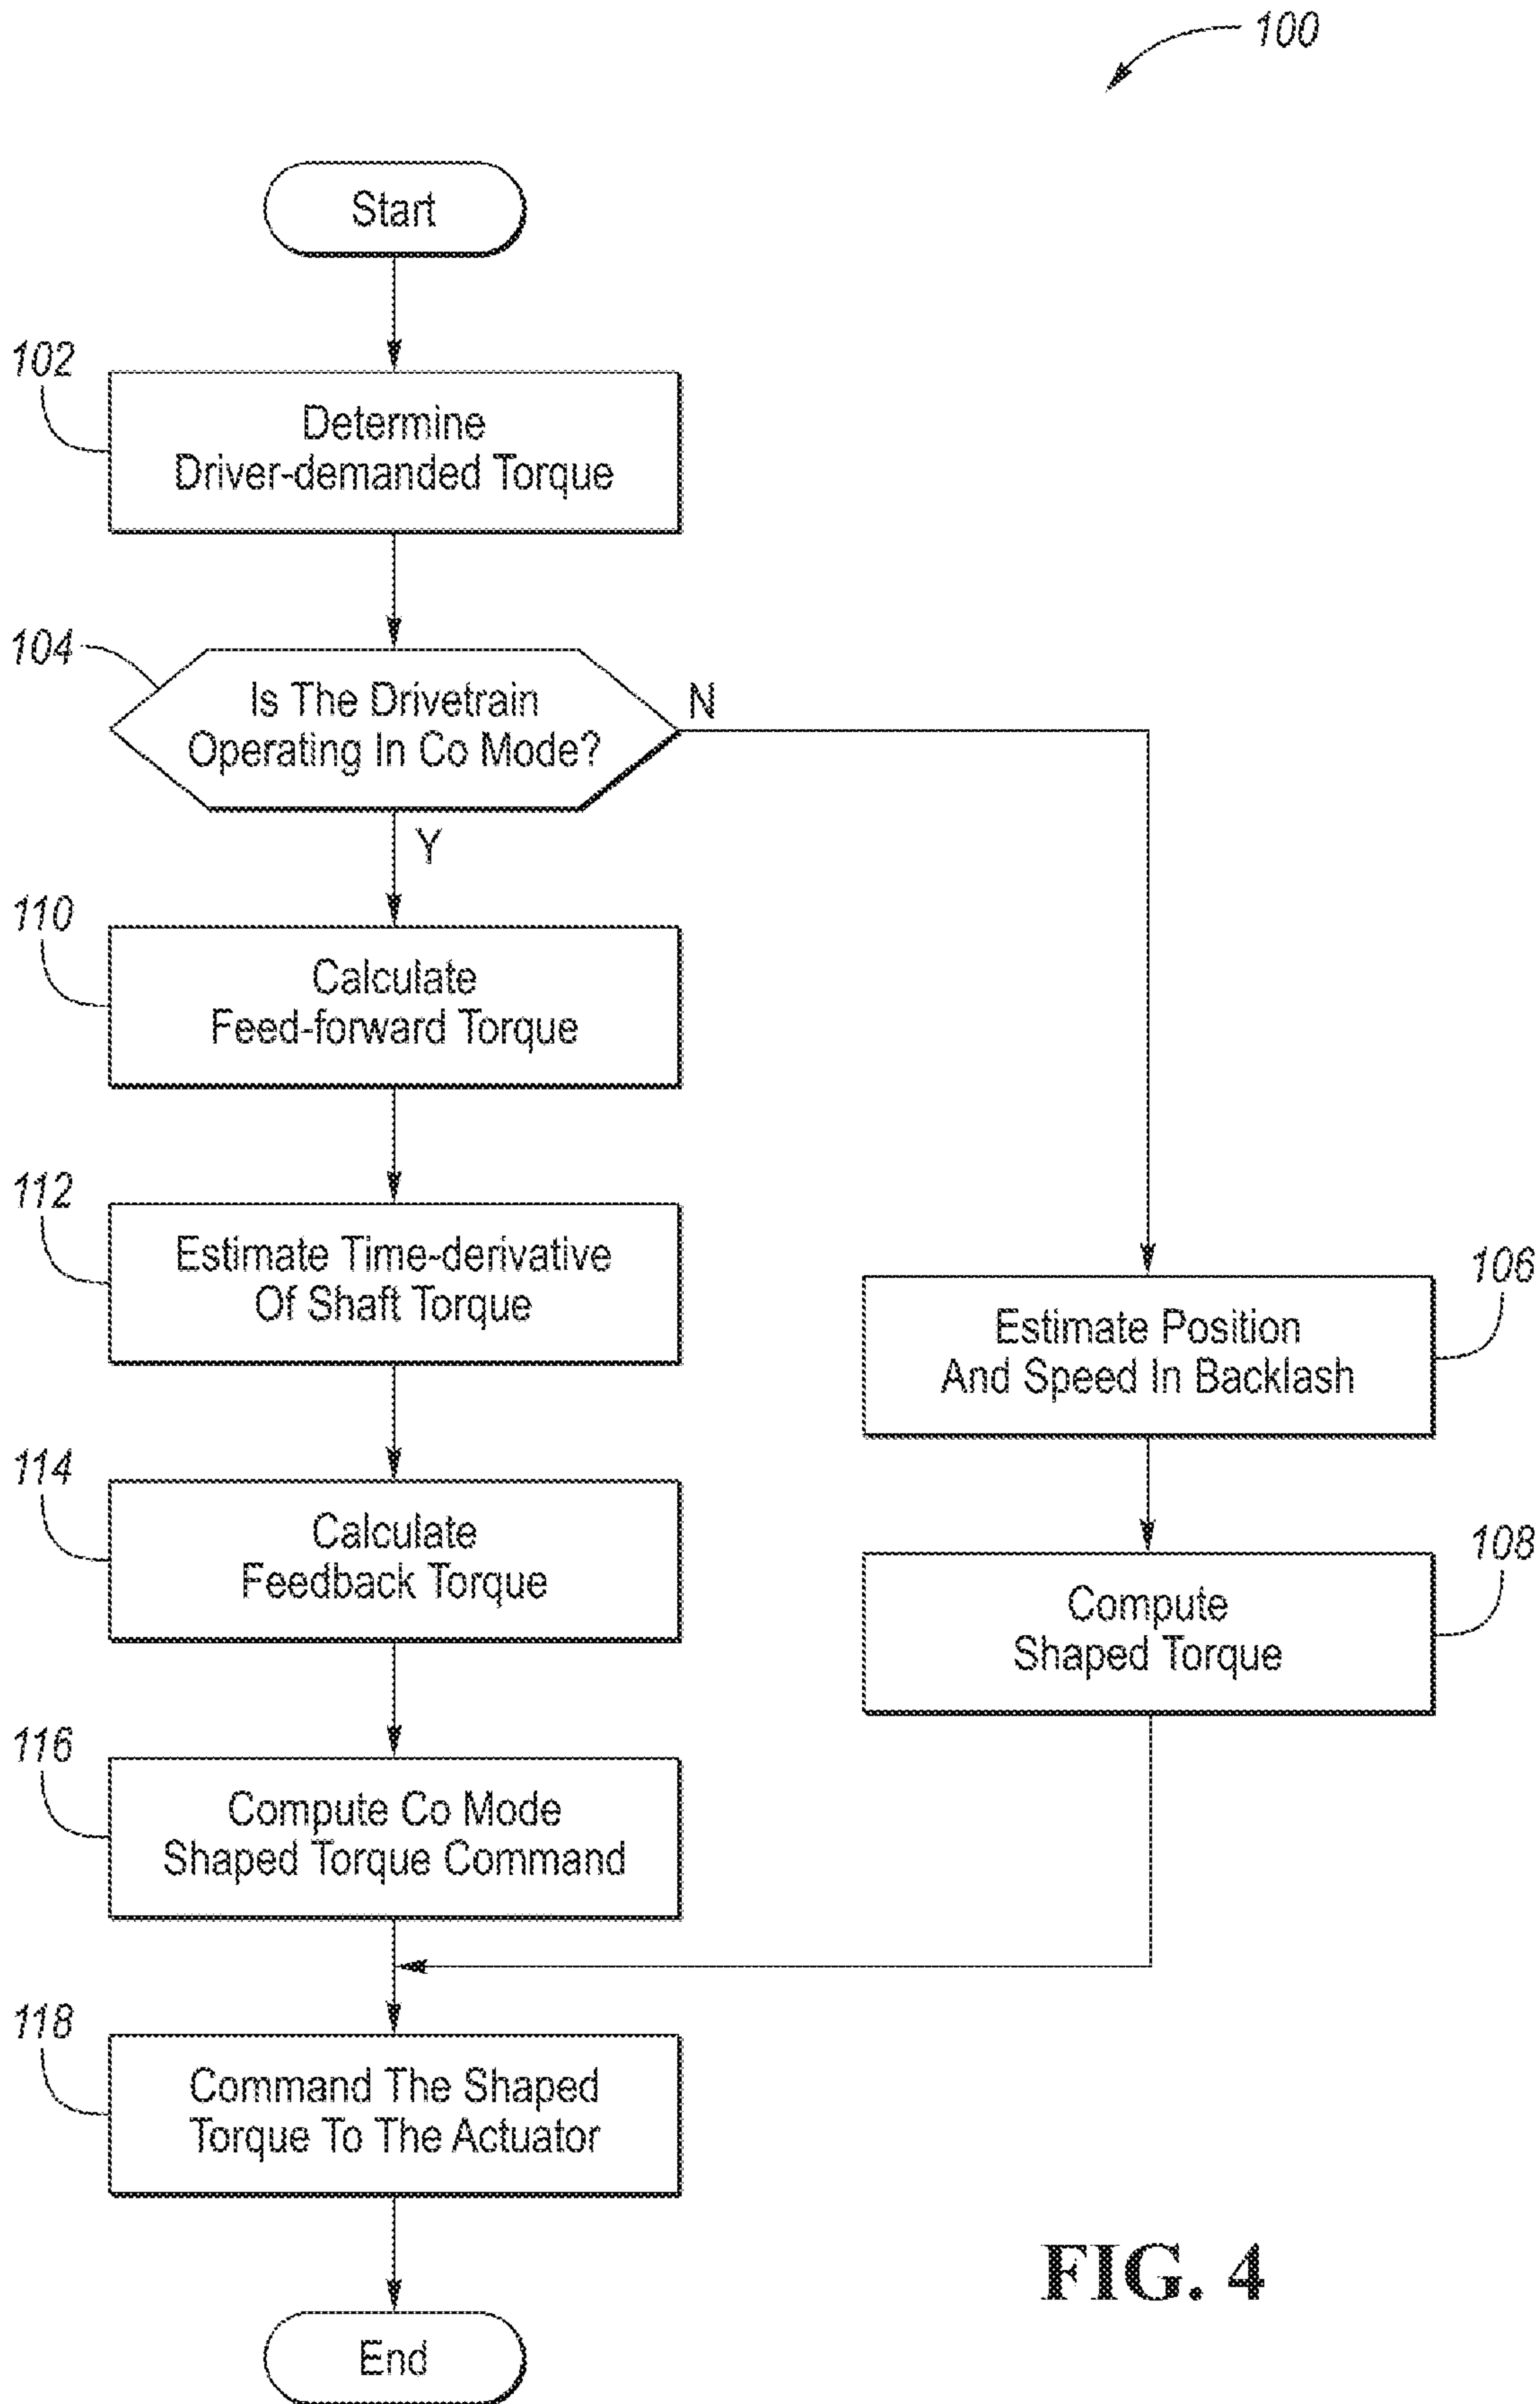 100
Start
102
Determine
Driver-demanded Torque
104
Is The Drivetrain
Operating In Co Mode?
N
Y
110
Calculate
Feed-forward Torque
112
Estimate Time-derivative
Of Shaft Torque
106
Estimate Position
And Speed In Backlash
114
Calculate
Feedback Torque
108
Compute
Shaped Torque
116
Compute Co Mode
Shaped Torque Command
118
Command The Shaped
Torque To The Actuator
End
FIG. 4